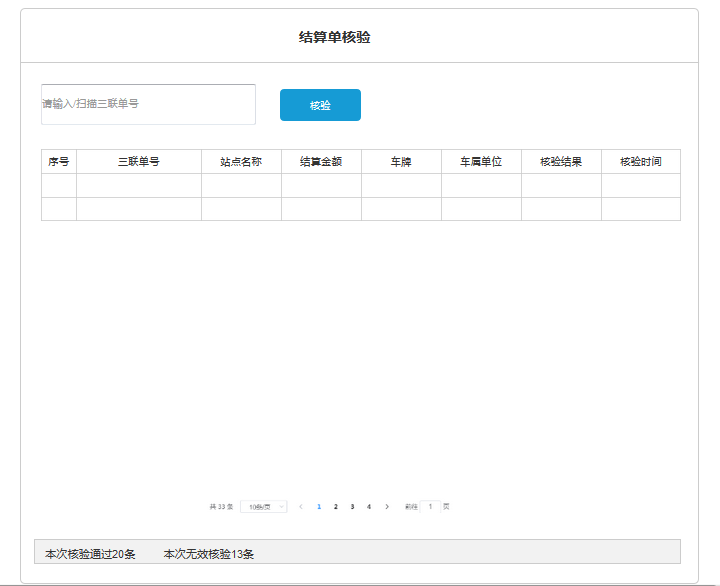 结算单核验
请输入/扫描三联单号 核验
序号 三联单号 站点名称 结算金额 车牌 车属单位 核验结果 核验时间
共 33 条 10条/页 1 2 3 4 前往 1 页
本次核验通过20条 本次无效核验13条